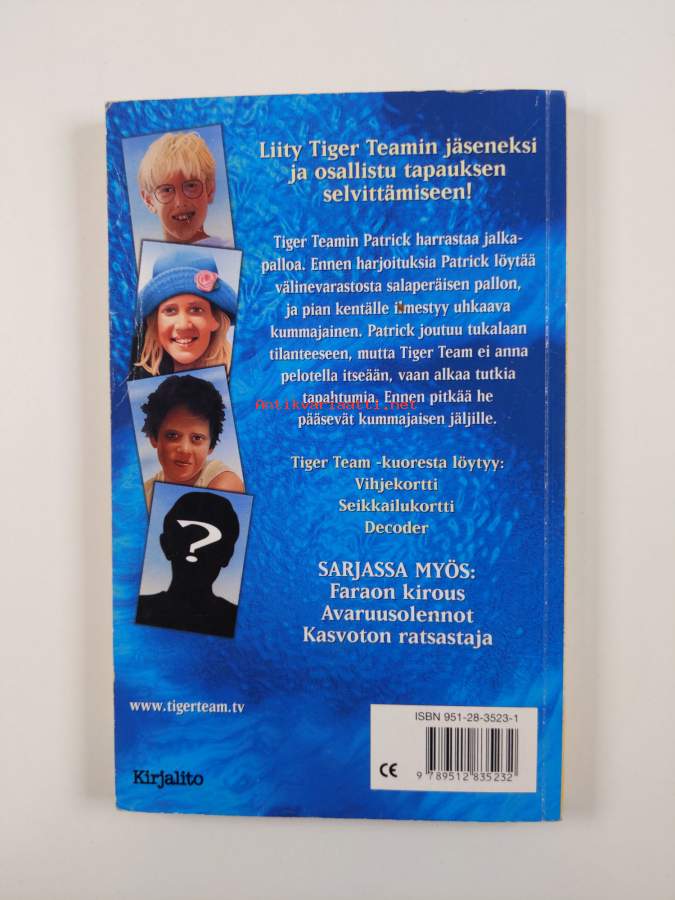 Liity Tiger Teamin jäseneksi
ja osallistu tapauksen
selvittämiseen!
Tiger Teamin Patrick harrastaa jalka-
palloa. Ennen harjoituksia Patrick löytää
välinevarastosta salaperäisen pallon,
ja pian kentälle ilmestyy uhkaava
kummajainen. Patrick joutuu tukalaan
tilanteeseen, mutta Tiger Team ei anna
pelotella itseään, vaan alkaa tutkia
tapahtumia. Ennen pitkää he
pääsevät kummajaisen jäljille.
Antikvariaatti.net
Tiger Team -kuoresta löytyy:
Vihjekortti
Seikkailukortti
Decoder
?
SARJASSA MYÖS:
Faraon kirous
Avaruusolennot
Kasvoton ratsastaja
www.tigerteam.tv
ISBN 951-28-3523-1
CE
9 789512 835232
Kirjalito